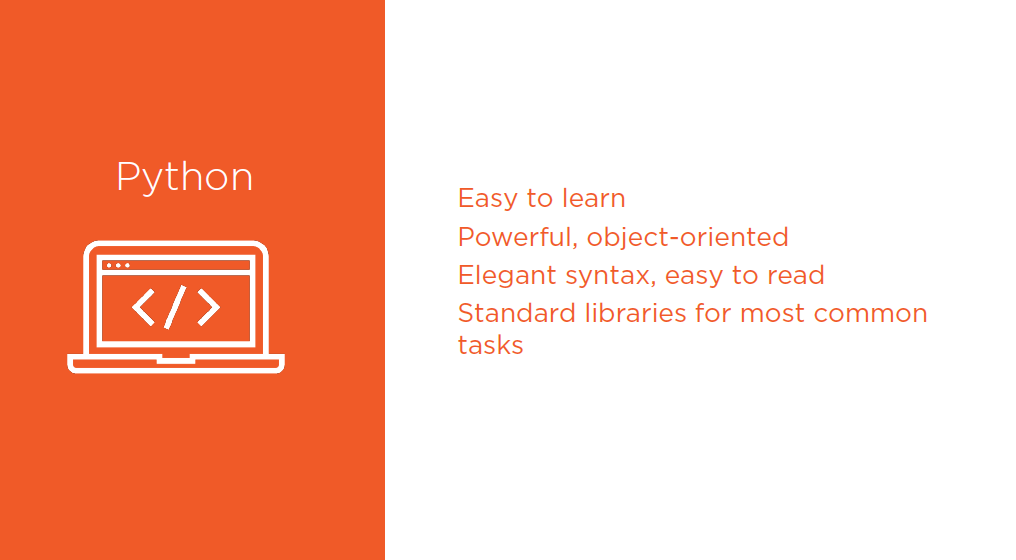 Python
</>
Easy to learn
Powerful, object-oriented
Elegant syntax, easy to read
Standard libraries for most common
tasks